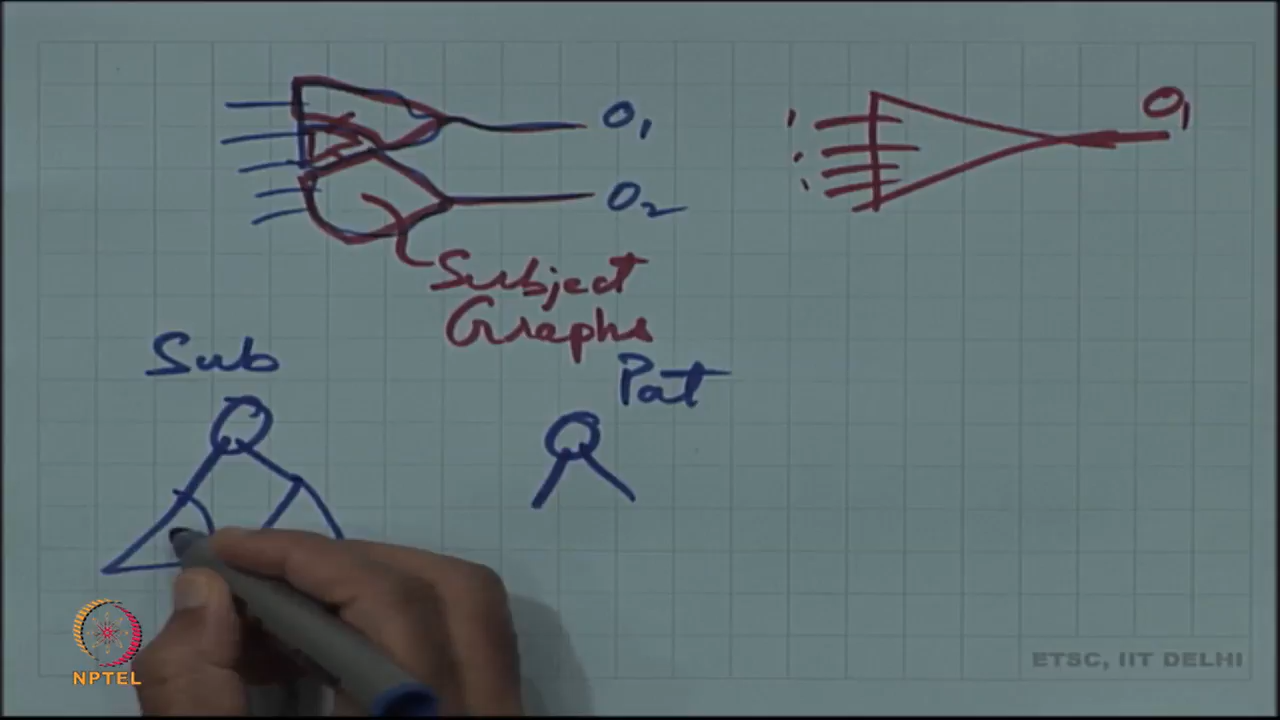 O1
O2
O1
Subject
Graphs
Sub
Pat
NPTEL
ETSC, IIT DELHI